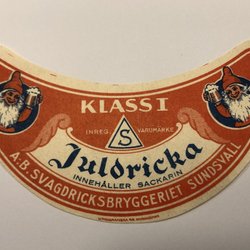 KLASS I
INREG. VARUMÄRKE
S
Juldricka
INNEHÅLLER SACKARIN
A.B. SVAGDRICKSBRYGGERIET SUNDSVALL